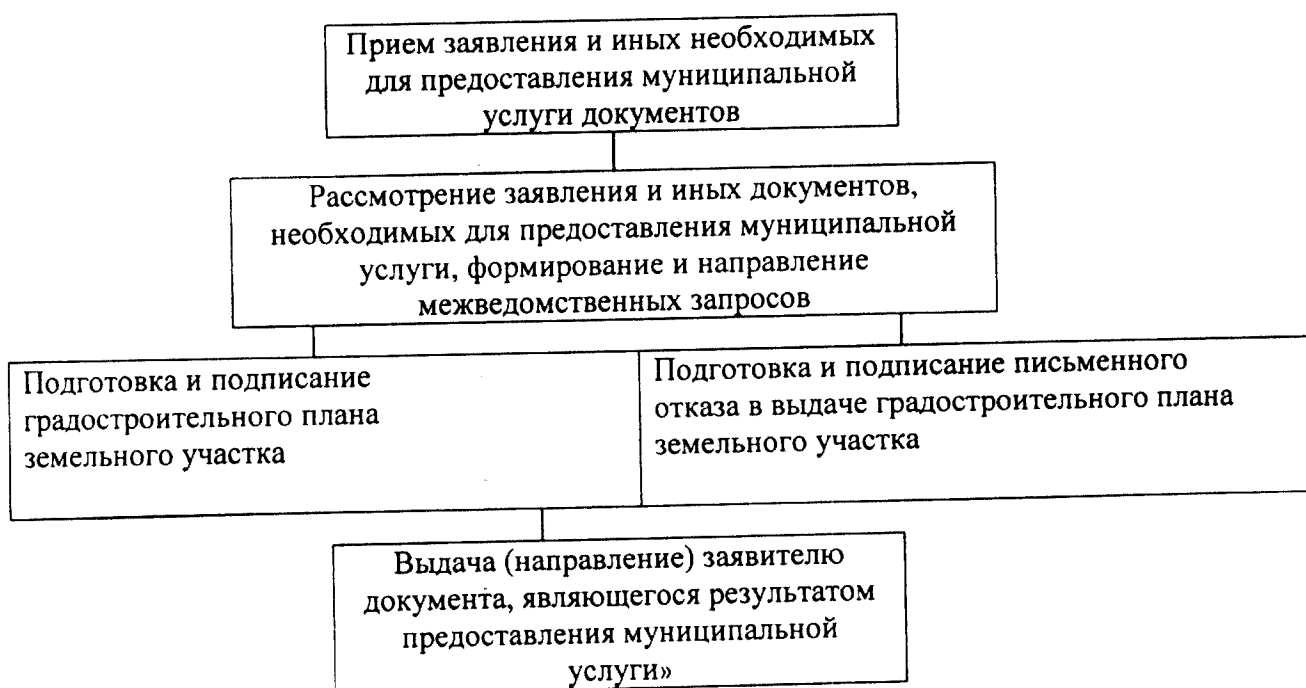 Прием заявления и иных необходимых
для предоставления муниципальной
услуги документов
Рассмотрение заявления и иных документов,
необходимых для предоставления муниципальной
услуги, формирование и направление
межведомственных запросов
Подготовка и подписание
градостроительного плана
земельного участка
Подготовка и подписание письменного
отказа в выдаче градостроительного плана
земельного участка
Выдача (направление) заявителю
документа, являющегося результатом
предоставления муниципальной
услуги»